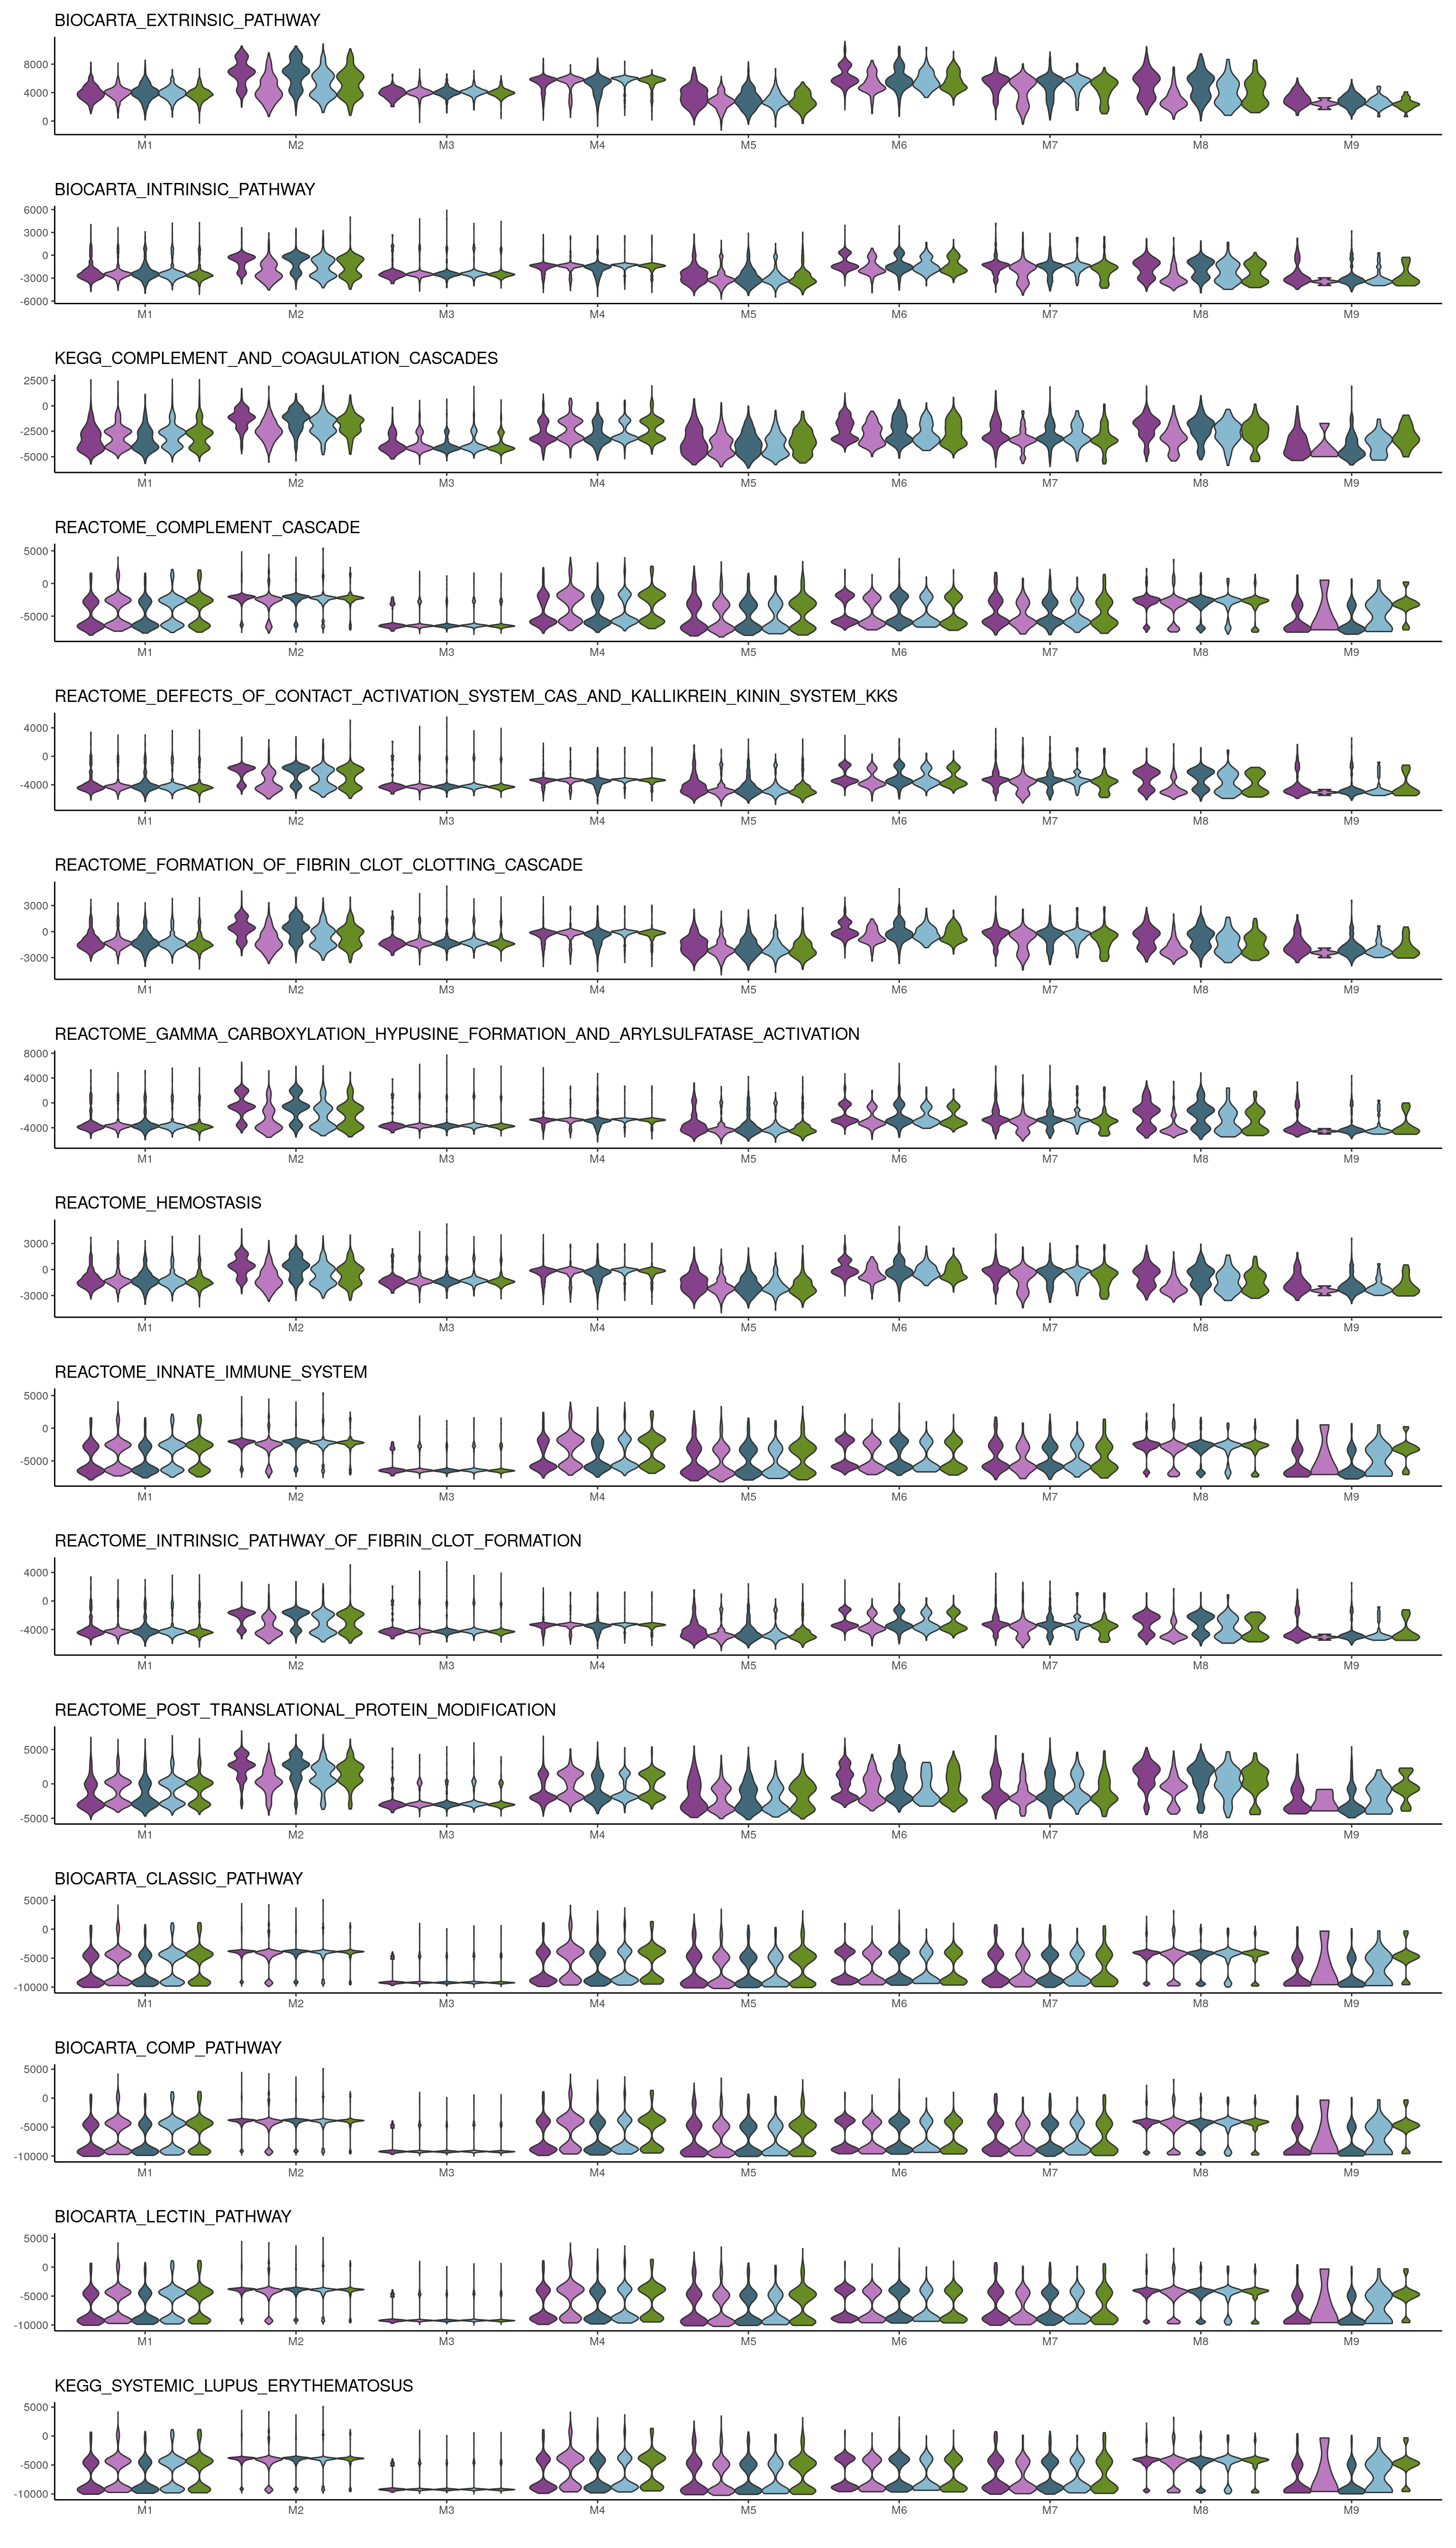 BIOCARTA_EXTRINSIC_PATHWAY
8000
4000
0
M1 M2 M3 M4 M5 M6 M7 M8 M9
BIOCARTA_INTRINSIC_PATHWAY
6000
3000
0
-3000
-6000
M1 M2 M3 M4 M5 M6 M7 M8 M9
KEGG_COMPLEMENT_AND_COAGULATION_CASCADES
2500
0
-2500
-5000
M1 M2 M3 M4 M5 M6 M7 M8 M9
REACTOME_COMPLEMENT_CASCADE
5000
0
-5000
M1 M2 M3 M4 M5 M6 M7 M8 M9
REACTOME_DEFECTS_OF_CONTACT_ACTIVATION_SYSTEM_CAS_AND_KALLIKREIN_KININ_SYSTEM_KKS
4000
0
-4000
M1 M2 M3 M4 M5 M6 M7 M8 M9
REACTOME_FORMATION_OF_FIBRIN_CLOT_CLOTTING_CASCADE
3000
0
-3000
M1 M2 M3 M4 M5 M6 M7 M8 M9
REACTOME_GAMMA_CARBOXYLATION_HYPUSINE_FORMATION_AND_ARYLSULFATASE_ACTIVATION
8000
4000
0
-4000
M1 M2 M3 M4 M5 M6 M7 M8 M9
REACTOME_HEMOSTASIS
3000
0
-3000
M1 M2 M3 M4 M5 M6 M7 M8 M9
REACTOME_INNATE_IMMUNE_SYSTEM
5000
0
-5000
M1 M2 M3 M4 M5 M6 M7 M8 M9
REACTOME_INTRINSIC_PATHWAY_OF_FIBRIN_CLOT_FORMATION
4000
0
-4000
M1 M2 M3 M4 M5 M6 M7 M8 M9
REACTOME_POST_TRANSLATIONAL_PROTEIN_MODIFICATION
5000
0
-5000
M1 M2 M3 M4 M5 M6 M7 M8 M9
BIOCARTA_CLASSIC_PATHWAY
5000
0
-5000
-10000
M1 M2 M3 M4 M5 M6 M7 M8 M9
BIOCARTA_COMP_PATHWAY
5000
0
-5000
-10000
M1 M2 M3 M4 M5 M6 M7 M8 M9
BIOCARTA_LECTIN_PATHWAY
5000
0
-5000
-10000
M1 M2 M3 M4 M5 M6 M7 M8 M9
KEGG_SYSTEMIC_LUPUS_ERYTHEMATOSUS
5000
0
-5000
-10000
M1 M2 M3 M4 M5 M6 M7 M8 M9